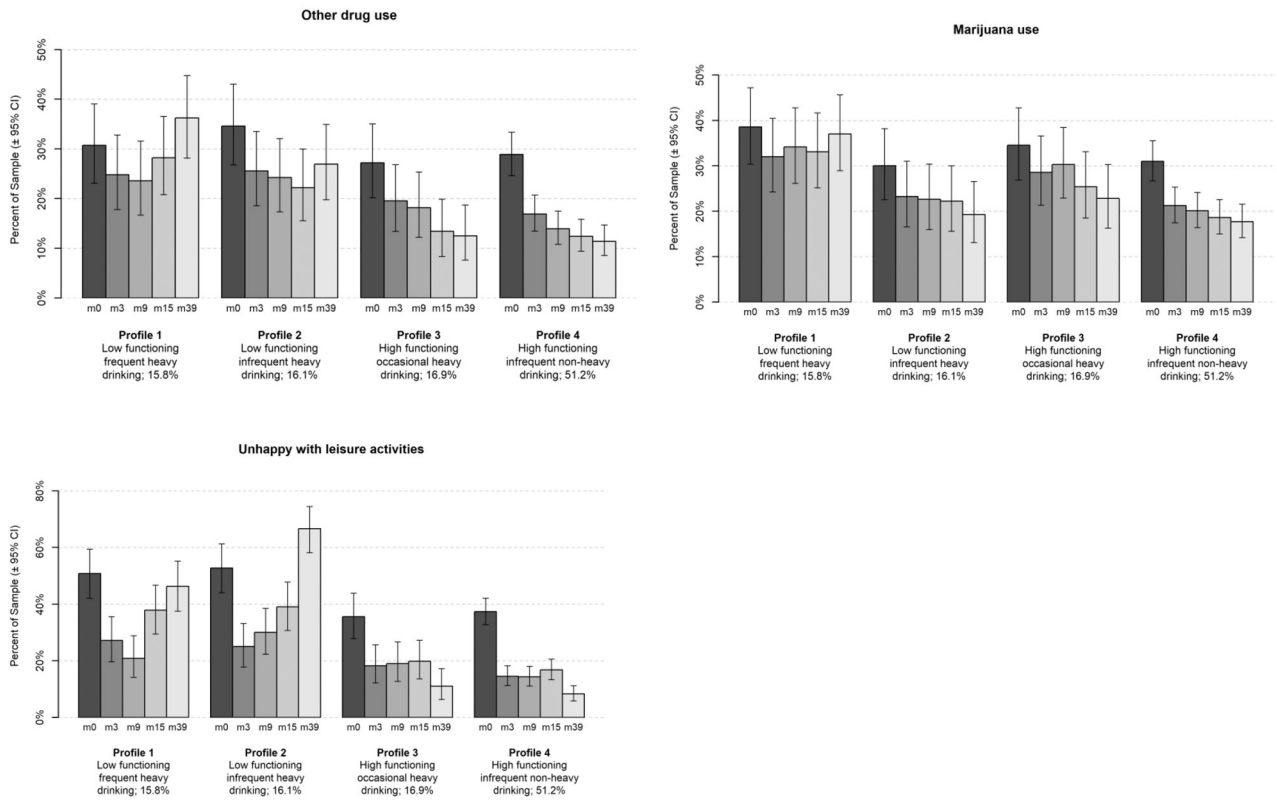 Other drug use
Percent of Sample (± 95% CI)
50%
40%
30%
20%
10%
0%
m0 m3 m9 m15 m39 m0 m3 m9 m15 m39 m0 m3 m9 m15 m39 m0 m3 m9 m15 m39
Profile 1 Profile 2 Profile 3 Profile 4
Low functioning Low functioning High functioning High functioning
frequent heavy infrequent heavy occasional heavy infrequent non-heavy
drinking; 15.8% drinking; 16.1% drinking; 16.9% drinking; 51.2%
Marijuana use
Percent of Sample (± 95% CI)
50%
40%
30%
20%
10%
0%
m0 m3 m9 m15 m39 m0 m3 m9 m15 m39 m0 m3 m9 m15 m39 m0 m3 m9 m15 m39
Profile 1 Profile 2 Profile 3 Profile 4
Low functioning Low functioning High functioning High functioning
frequent heavy infrequent heavy occasional heavy infrequent non-heavy
drinking; 15.8% drinking; 16.1% drinking; 16.9% drinking; 51.2%
Unhappy with leisure activities
Percent of Sample (± 95% CI)
80%
60%
40%
20%
0%
m0 m3 m9 m15 m39 m0 m3 m9 m15 m39 m0 m3 m9 m15 m39 m0 m3 m9 m15 m39
Profile 1 Profile 2 Profile 3 Profile 4
Low functioning Low functioning High functioning High functioning
frequent heavy infrequent heavy occasional heavy infrequent non-heavy
drinking; 15.8% drinking; 16.1% drinking; 16.9% drinking; 51.2%